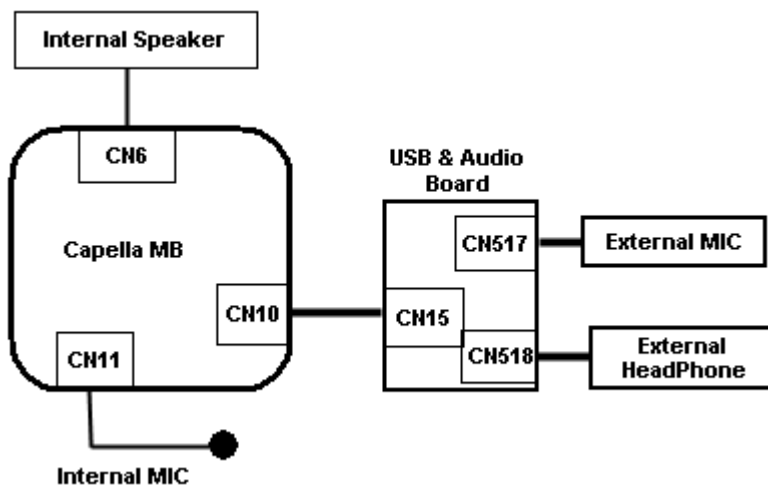 Internal Speaker
CN6
USB & Audio
Board
CN517
External MIC
Capella MB
CN10
CN15
CN11
CN518
External
HeadPhone
Internal MIC